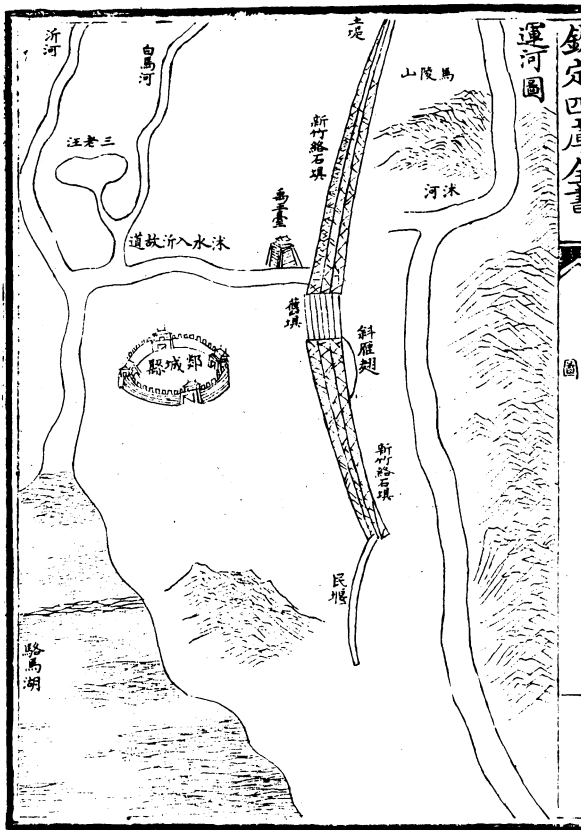 欽定四庫全書
圖
運河圖
馬陵山
沭河
土堤
新竹絡石壩
禹王臺
舊壩
斜雁翅
新竹絡石壩
民堰
沭水入沂故道
白馬河
沂河
三老汪
郯城縣
駱馬湖